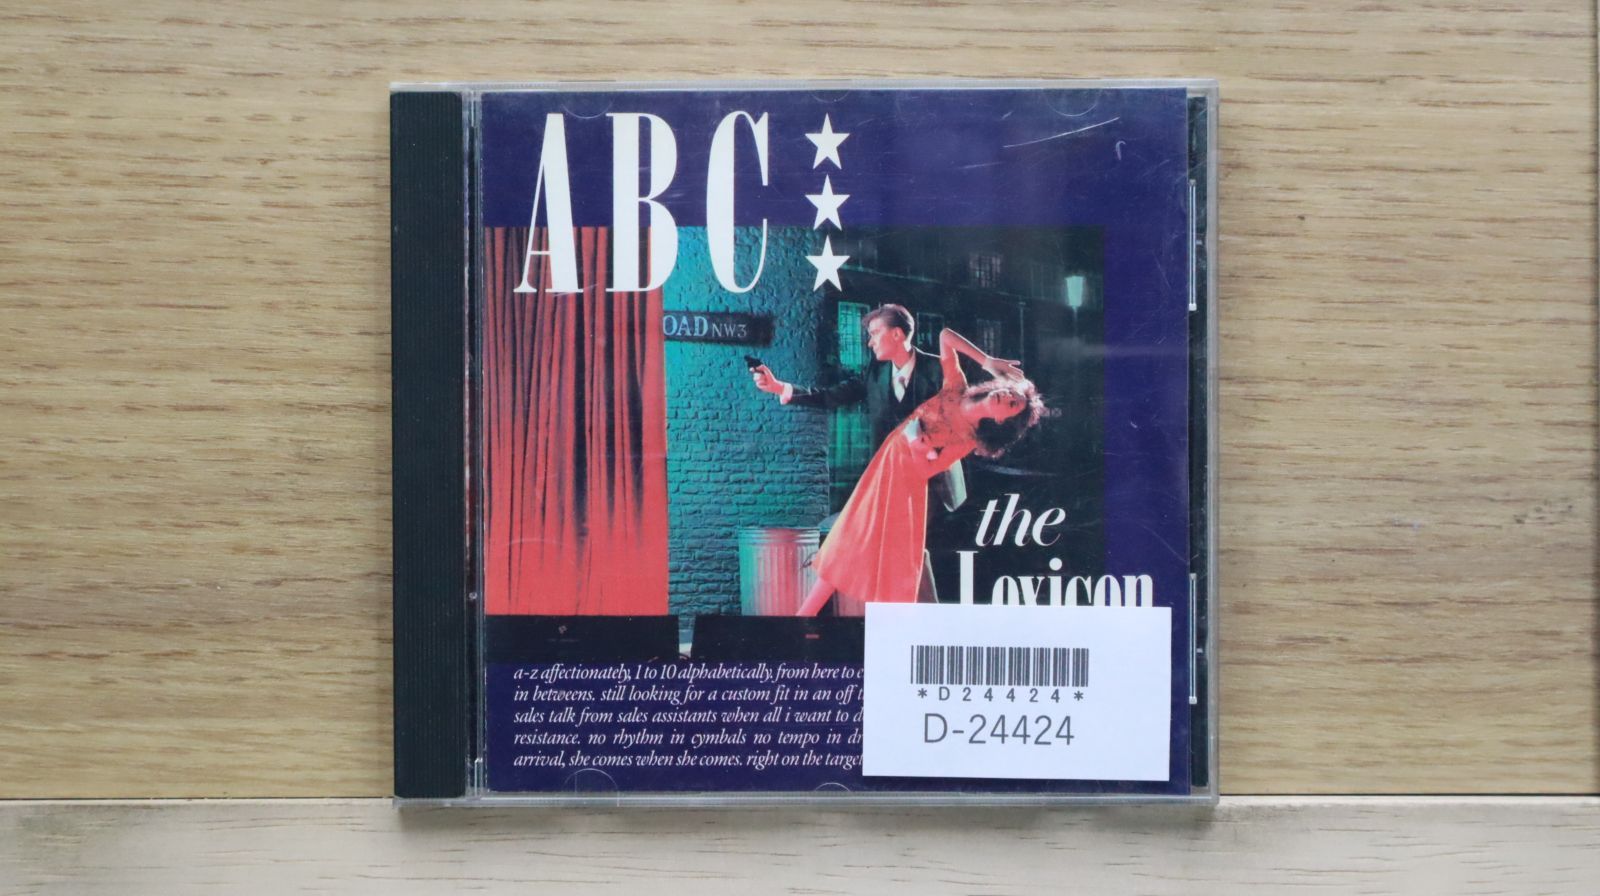 ABC
OAD NW3
the
Lexicon
a-z affectionately, 1 to 10 alphabetically. from here to
in betweens. still looking for a custom fit in an off
sales talk from sales assistants when all i want to
resistance. no rhythm in cymbals no tempo in
arrival, she comes when she comes. right on the target
*D24424*
D-24424